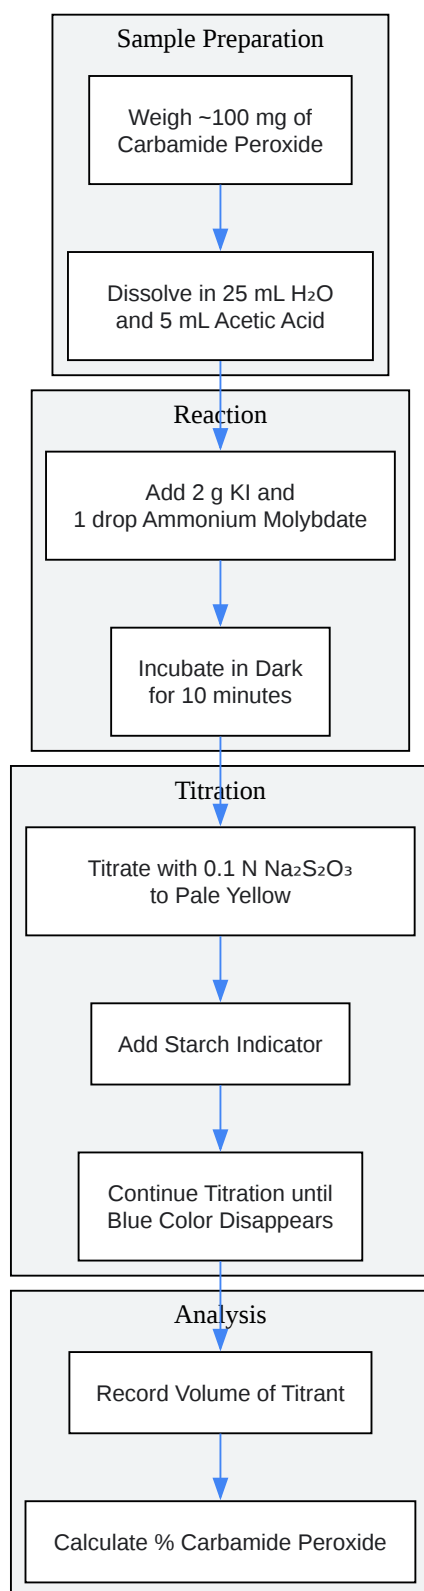 Sample Preparation
Weigh ~100 mg of
Carbamide Peroxide
Dissolve in 25 mL H₂O
and 5 mL Acetic Acid
Reaction
Add 2 g KI and
1 drop Ammonium Molybdate
Incubate in Dark
for 10 minutes
Titration
Titrate with 0.1 N Na₂S₂O₃
to Pale Yellow
Add Starch Indicator
Continue Titration until
Blue Color Disappears
Analysis
Record Volume of Titrant
Calculate % Carbamide Peroxide